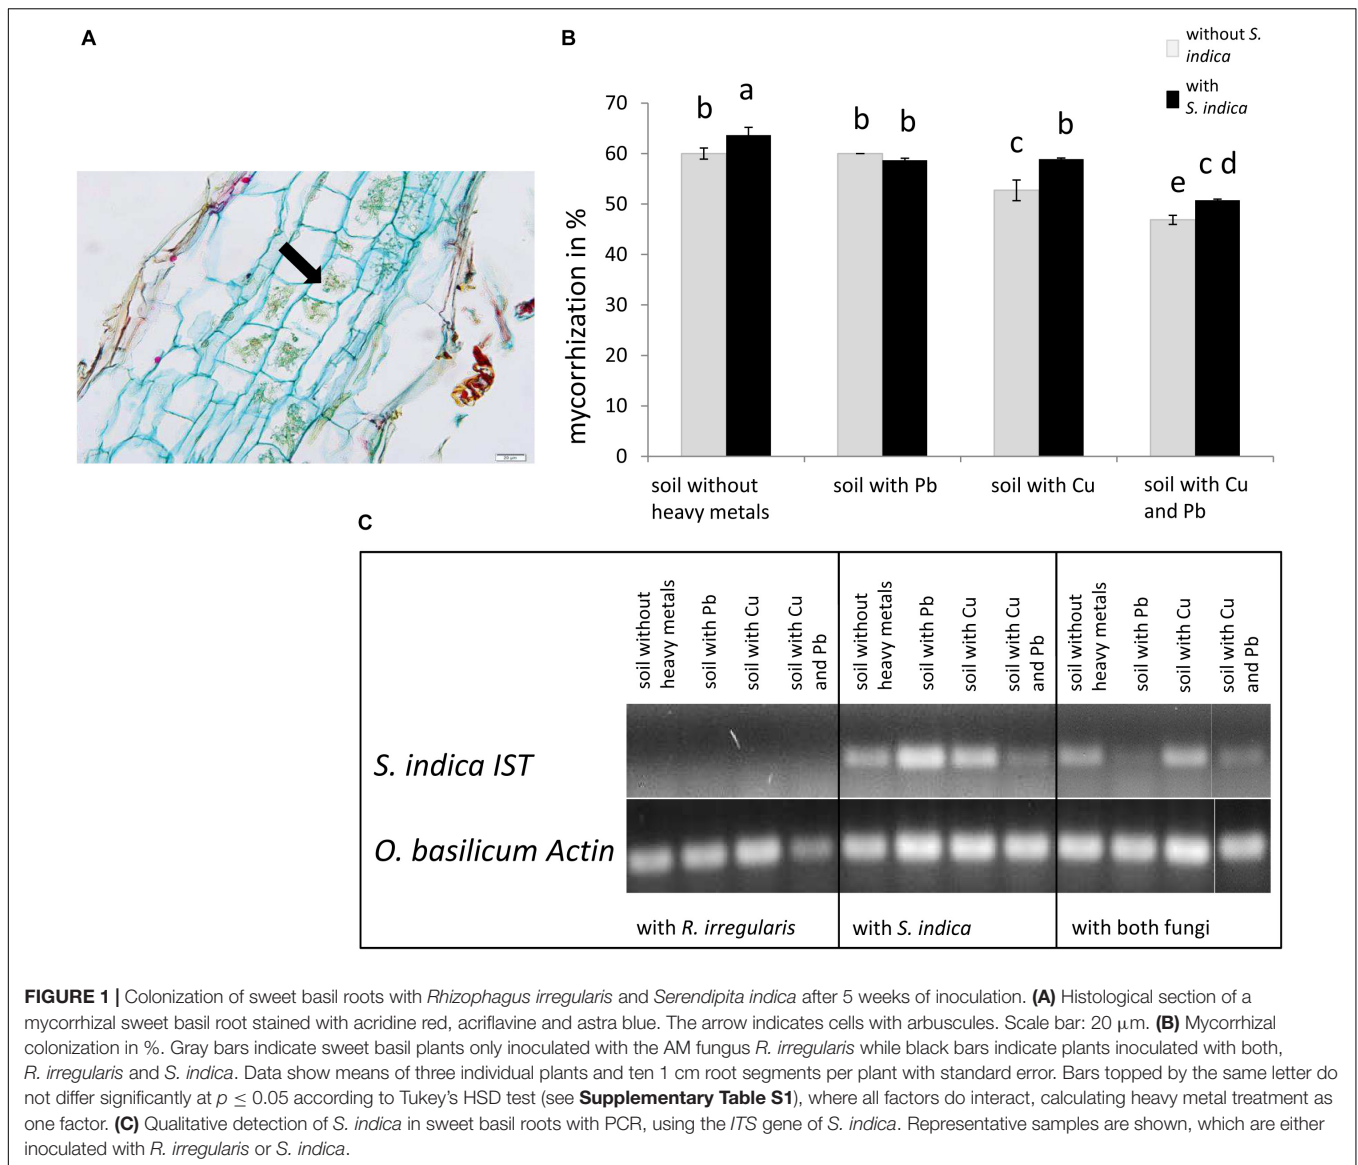 A
B
without S.
indica
with
S. indica
mycorrhization in %
70
60
50
40
30
20
10
0
b
a
b
b
c
b
e
c d
soil without
heavy metals
soil with Pb
soil with Cu
soil with Cu
and Pb
20 µm
C
soil without
heavy metals
soil with Pb
soil with Cu
soil with Cu
and Pb
soil without
heavy metals
soil with Pb
soil with Cu
soil with Cu
and Pb
soil without
heavy metals
soil with Pb
soil with Cu
soil with Cu
and Pb
S. indica IST
O. basilicum Actin
with R. irregularis
with S. indica
with both fungi
FIGURE 1 | Colonization of sweet basil roots with Rhizophagus irregularis and Serendipita indica after 5 weeks of inoculation. (A) Histological section of a
mycorrhizal sweet basil root stained with acridine red, acriflavine and astra blue. The arrow indicates cells with arbuscules. Scale bar: 20 μm. (B) Mycorrhizal
colonization in %. Gray bars indicate sweet basil plants only inoculated with the AM fungus R. irregularis while black bars indicate plants inoculated with both,
R. irregularis and S. indica. Data show means of three individual plants and ten 1 cm root segments per plant with standard error. Bars topped by the same letter do
not differ significantly at p ≤ 0.05 according to Tukey's HSD test (see Supplementary Table S1), where all factors do interact, calculating heavy metal treatment as
one factor. (C) Qualitative detection of S. indica in sweet basil roots with PCR, using the ITS gene of S. indica. Representative samples are shown, which are either
inoculated with R. irregularis or S. indica.